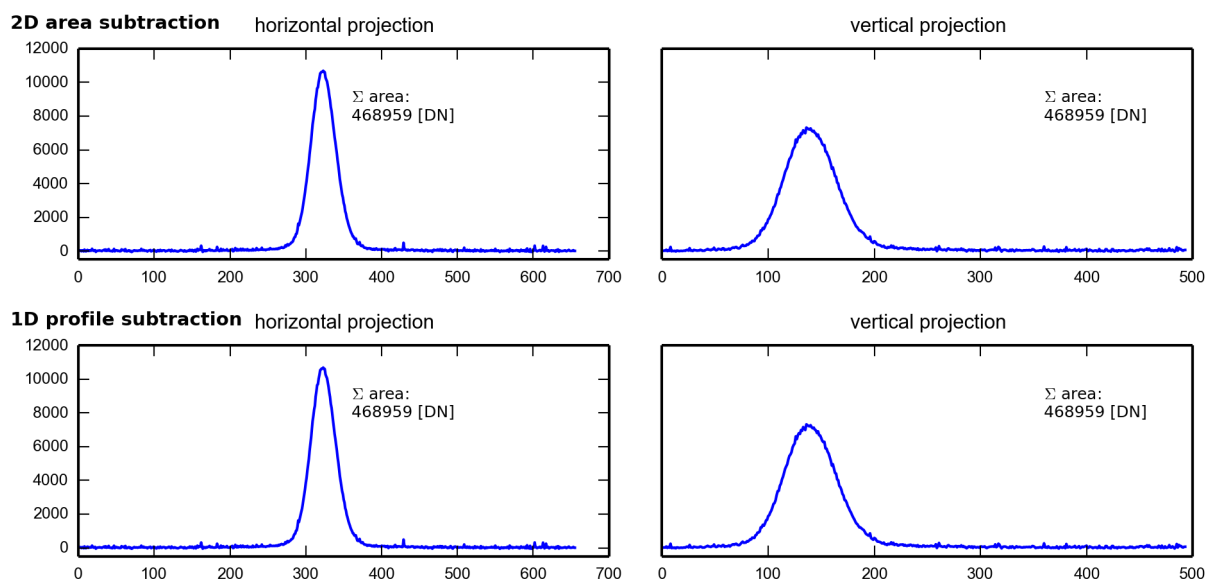 2D area subtraction
horizontal projection
vertical projection
12000
10000
8000
6000
4000
2000
0
Σ area:
468959 [DN]
Σ area:
468959 [DN]
0 100 200 300 400 500 600 700
0 100 200 300 400 500
1D profile subtraction
horizontal projection
vertical projection
12000
10000
8000
6000
4000
2000
0
Σ area:
468959 [DN]
Σ area:
468959 [DN]
0 100 200 300 400 500 600 700
0 100 200 300 400 500